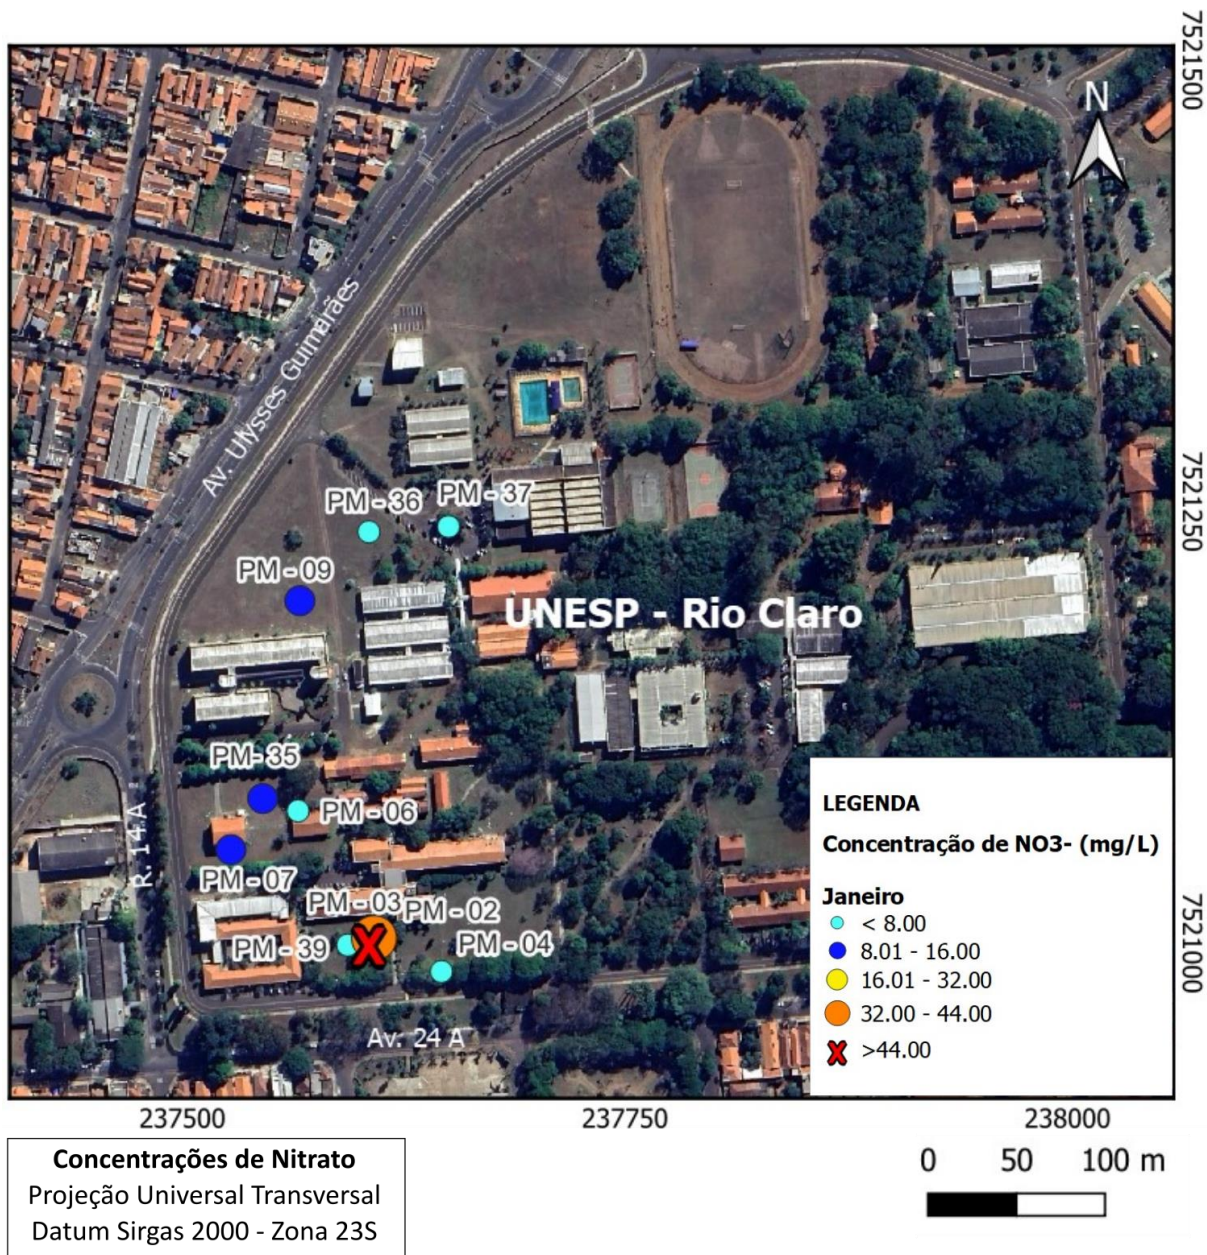 7521500
N
Av. Ulysses Guimarães
PM - 36
PM - 37
7521250
PM - 09
UNESP - Rio Claro
PM- 35
PM - 06
R. 14 A
PM - 07
PM - 03
PM - 02
PM - 39
PM - 04
Av. 24 A
7521000
LEGENDA
Concentração de NO3- (mg/L)
Janeiro
< 8.00
8.01 - 16.00
16.01 - 32.00
32.00 - 44.00
>44.00
237500
237750
238000
Concentrações de Nitrato
Projeção Universal Transversal
Datum Sirgas 2000 - Zona 23S
0 50 100 m